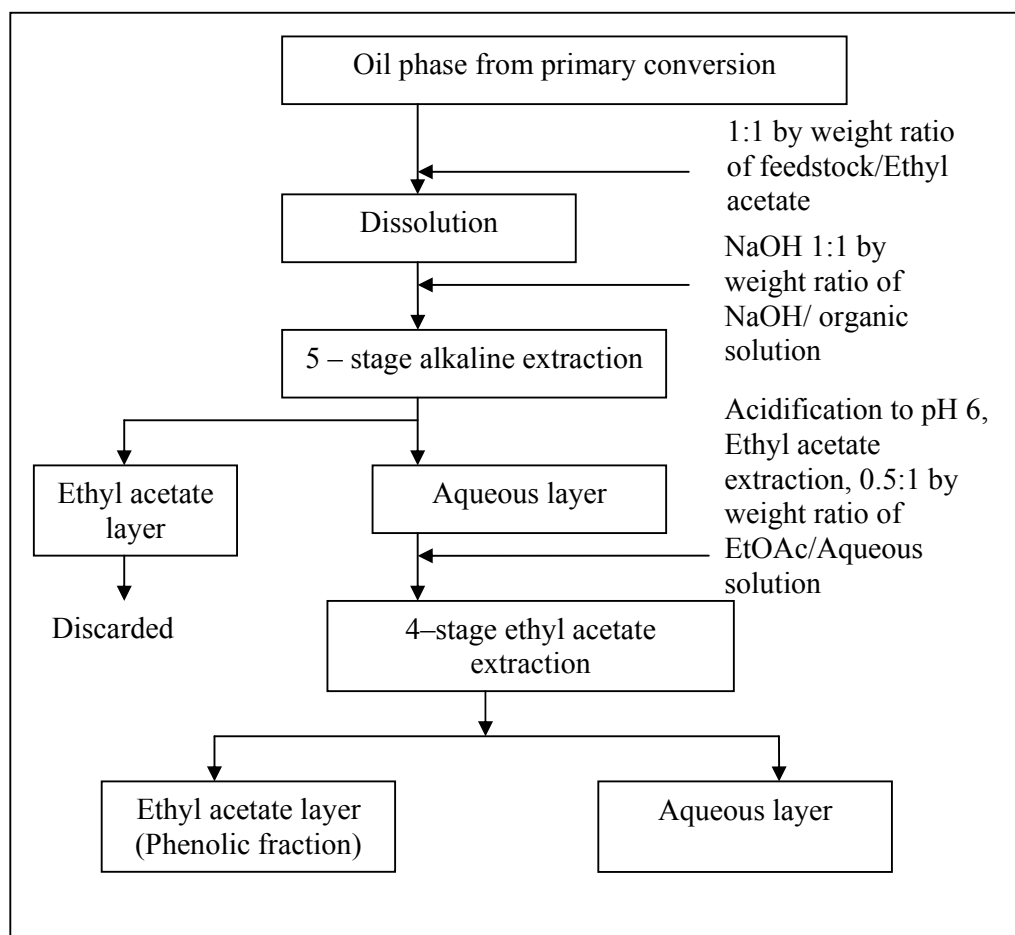 Oil phase from primary conversion
1:1 by weight ratio
of feedstock/Ethyl
acetate
Dissolution
NaOH 1:1 by
weight ratio of
NaOH/ organic
solution
5 – stage alkaline extraction
Acidification to pH 6,
Ethyl acetate
extraction, 0.5:1 by
weight ratio of
EtOAc/Aqueous
solution
Ethyl acetate
layer
Aqueous layer
Discarded
4–stage ethyl acetate
extraction
Ethyl acetate layer
(Phenolic fraction)
Aqueous layer